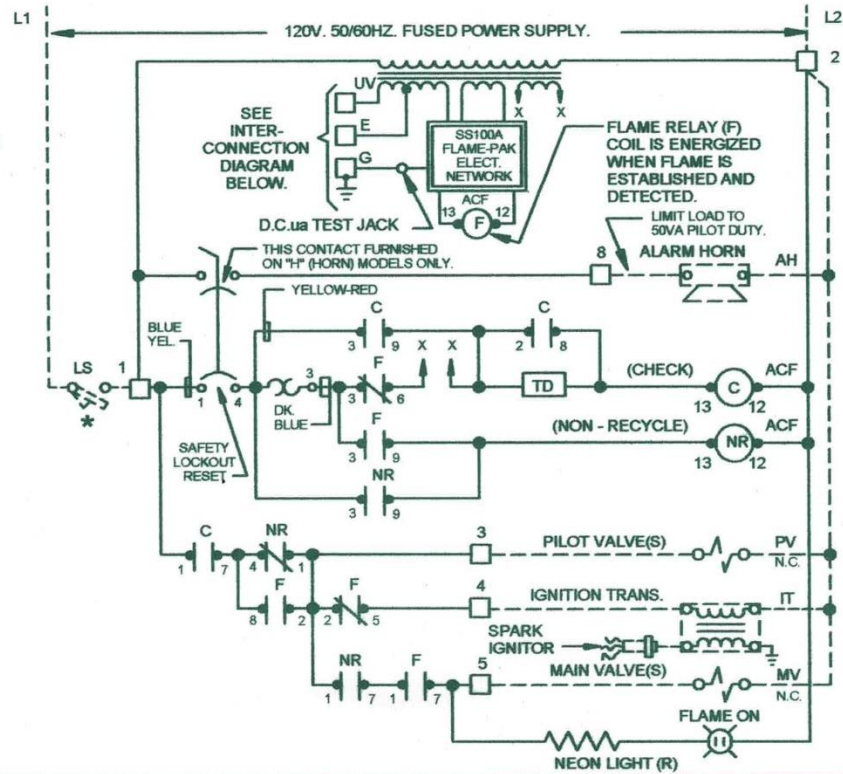 L1
L2
120V. 50/60HZ. FUSED POWER SUPPLY.
2
UV
E
G
SEE
INTER-
CONNECTION
DIAGRAM
BELOW.
X X
SS100A
FLAME-PAK
ELECT.
NETWORK
ACF
13 F 12
D.C.ua TEST JACK
FLAME RELAY (F)
COIL IS ENERGIZED
WHEN FLAME IS
ESTABLISHED AND
DETECTED.
LIMIT LOAD TO
50VA PILOT DUTY.
THIS CONTACT FURNISHED
ON "H" (HORN) MODELS ONLY.
8
ALARM HORN
AH
YELLOW-RED
BLUE
YEL.
C
3 9
X X
C
2 8
LS
*
1
1 4
3
DK.
BLUE
F
3 6
TD
(CHECK)
C
13 12
ACF
SAFETY
LOCKOUT
RESET
F
3 9
(NON - RECYCLE)
NR
13 12
ACF
NR
3 9
C
1 7
NR
4 1
3
PILOT VALVE(S)
PV
N.C.
F
8 2
F
2 5
4
IGNITION TRANS.
IT
SPARK
IGNITOR
NR
1 7
F
1 7
5
MAIN VALVE(S)
MV
N.C.
FLAME ON
NEON LIGHT (R)